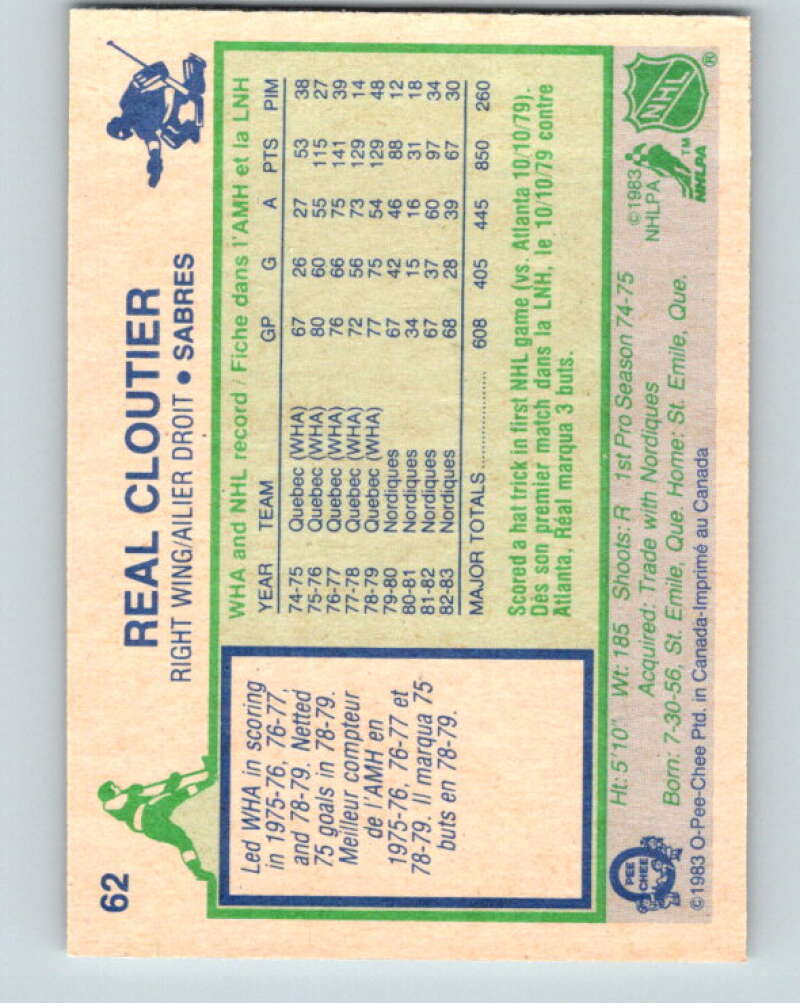 62
REAL CLOUTIER
RIGHT WING/AILIER DROIT • SABRES
Led WHA in scoring
in 1975-76, 76-77,
and 78-79. Netted
75 goals in 78-79.
Meilleur compteur
de l'AMH en
1975-76, 76-77 et
78-79. Il marqua 75
buts en 78-79.
WHA and NHL record / Fiche dans l'AMH et la LNH
YEAR TEAM GP G A PTS PIM
74-75 Quebec (WHA) 67 26 27 53 38
75-76 Quebec (WHA) 80 60 55 115 27
76-77 Quebec (WHA) 76 66 75 141 39
77-78 Quebec (WHA) 72 56 73 129 14
78-79 Quebec (WHA) 77 75 54 129 48
79-80 Nordiques 67 42 46 88 12
80-81 Nordiques 34 15 16 31 18
81-82 Nordiques 67 37 60 97 34
82-83 Nordiques 68 28 39 67 30
MAJOR TOTALS .............. 608 405 445 850 260
Scored a hat trick in first NHL game (vs. Atlanta 10/10/79).
Dès son premier match dans la LNH, le 10/10/79 contre
Atlanta, Réal marqua 3 buts.
Ht: 5'10" Wt: 185 Shoots: R 1st Pro Season 74-75
Acquired: Trade with Nordiques
Born: 7-30-56, St. Emile, Que. Home: St. Emile, Que.
©1983 O-Pee-Chee Ptd. in Canada-Imprimé au Canada
O PEE CHEE
©1983
NHLPA
NHL ®
NHLPA ™